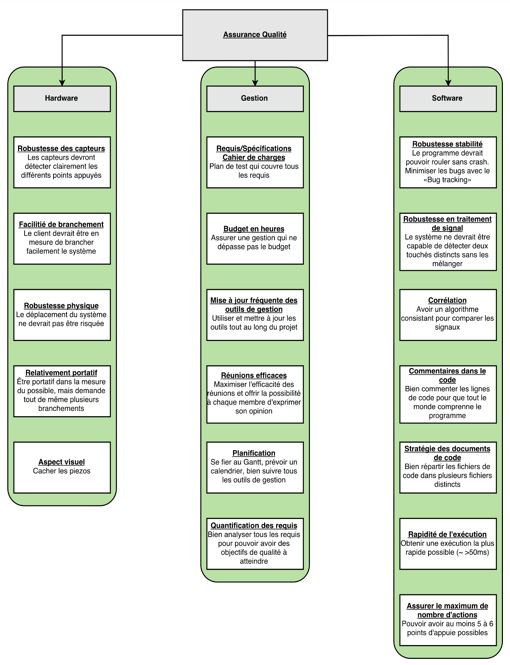 Assurance Qualité
Hardware
Robustesse des capteurs
Les capteurs devront
détecter clairement les
différents points appuyés
Facilitié de branchement
Le client devrait être en
mesure de brancher
facilement le système
Robustesse physique
Le déplacement du système
ne devrait pas être risquée
Relativement portatif
Être portatif dans la mesure
du possible, mais demande
tout de même plusieurs
branchements
Aspect visuel
Cacher les piezos
Gestion
Requis/Spécifications
Cahier de charges
Plan de test qui couvre tous
les requis
Budget en heures
Assurer une gestion qui ne
dépasse pas le budget
Mise à jour fréquente des
outils de gestion
Utiliser et mettre à jour les
outils tout au long du projet
Réunions efficaces
Maximiser l'efficacité des
réunions et offrir la possibilité
à chaque membre d'exprimer
son opinion
Planification
Se fier au Gantt, prévoir un
calendrier, bien suivre tous
les outils de gestion
Quantification des requis
Bien analyser tous les requis
pour pouvoir avoir des
objectifs de qualité à
atteindre
Software
Robustesse stabilité
Le programme devrait
pouvoir rouler sans crash.
Minimiser les bugs avec le
«Bug tracking»
Robustesse en traitement
de signal
Le système ne devrait être
capable de détecter deux
touchés distincts sans les
mélanger
Corrélation
Avoir un algorithme
consistant pour comparer les
signaux
Commentaires dans le
code
Bien commenter les lignes
de code pour que tout le
monde comprenne le
programme
Stratégie des documents
de code
Bien répartir les fichiers de
code dans plusieurs fichiers
distincts
Rapidité de l'exécution
Obtenir une exécution la plus
rapide possible (~ >50ms)
Assurer le maximum de
nombre d'actions
Pouvoir avoir au moins 5 à 6
points d'appuie possibles